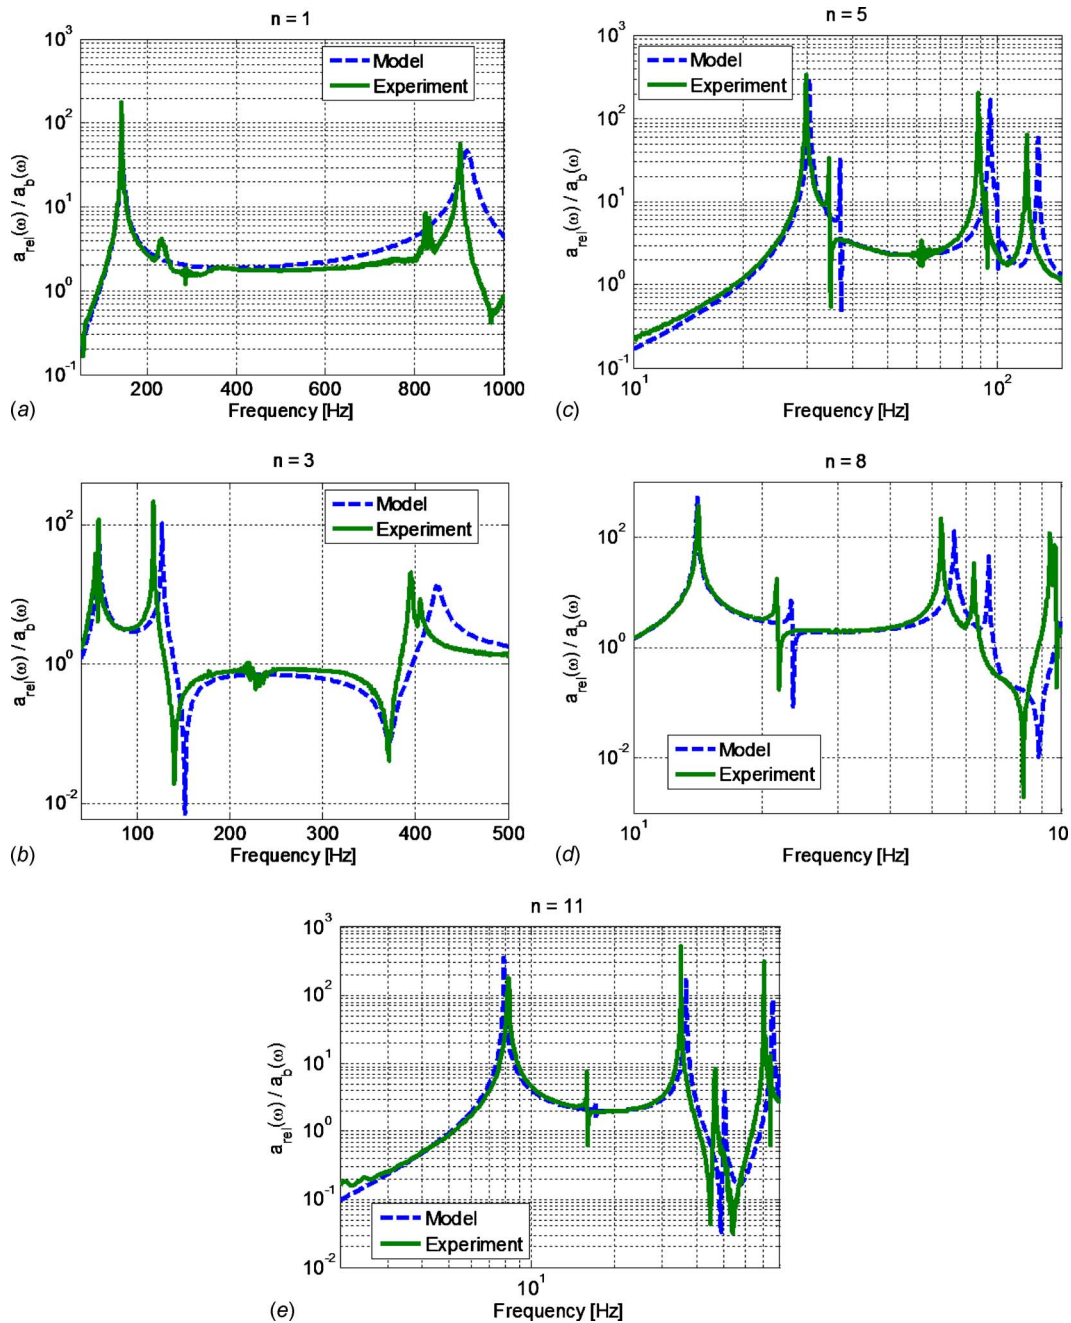 n = 1
10^3
10^2
10^1
10^0
10^-1
a_rel(ω) / a_b(ω)
Model
Experiment
200 400 600 800 1000
Frequency [Hz]
(a)
n = 5
10^3
10^2
10^1
10^0
10^-1
a_rel(ω) / a_b(ω)
Model
Experiment
10^1 10^2
Frequency [Hz]
(c)
n = 3
10^2
10^0
10^-2
a_rel(ω) / a_b(ω)
Model
Experiment
100 200 300 400 500
Frequency [Hz]
(b)
n = 8
10^2
10^0
10^-2
a_rel(ω) / a_b(ω)
Model
Experiment
10^1 10
Frequency [Hz]
(d)
n = 11
10^3
10^2
10^1
10^0
10^-1
10^-2
a_rel(ω) / a_b(ω)
Model
Experiment
10^1
Frequency [Hz]
(e)